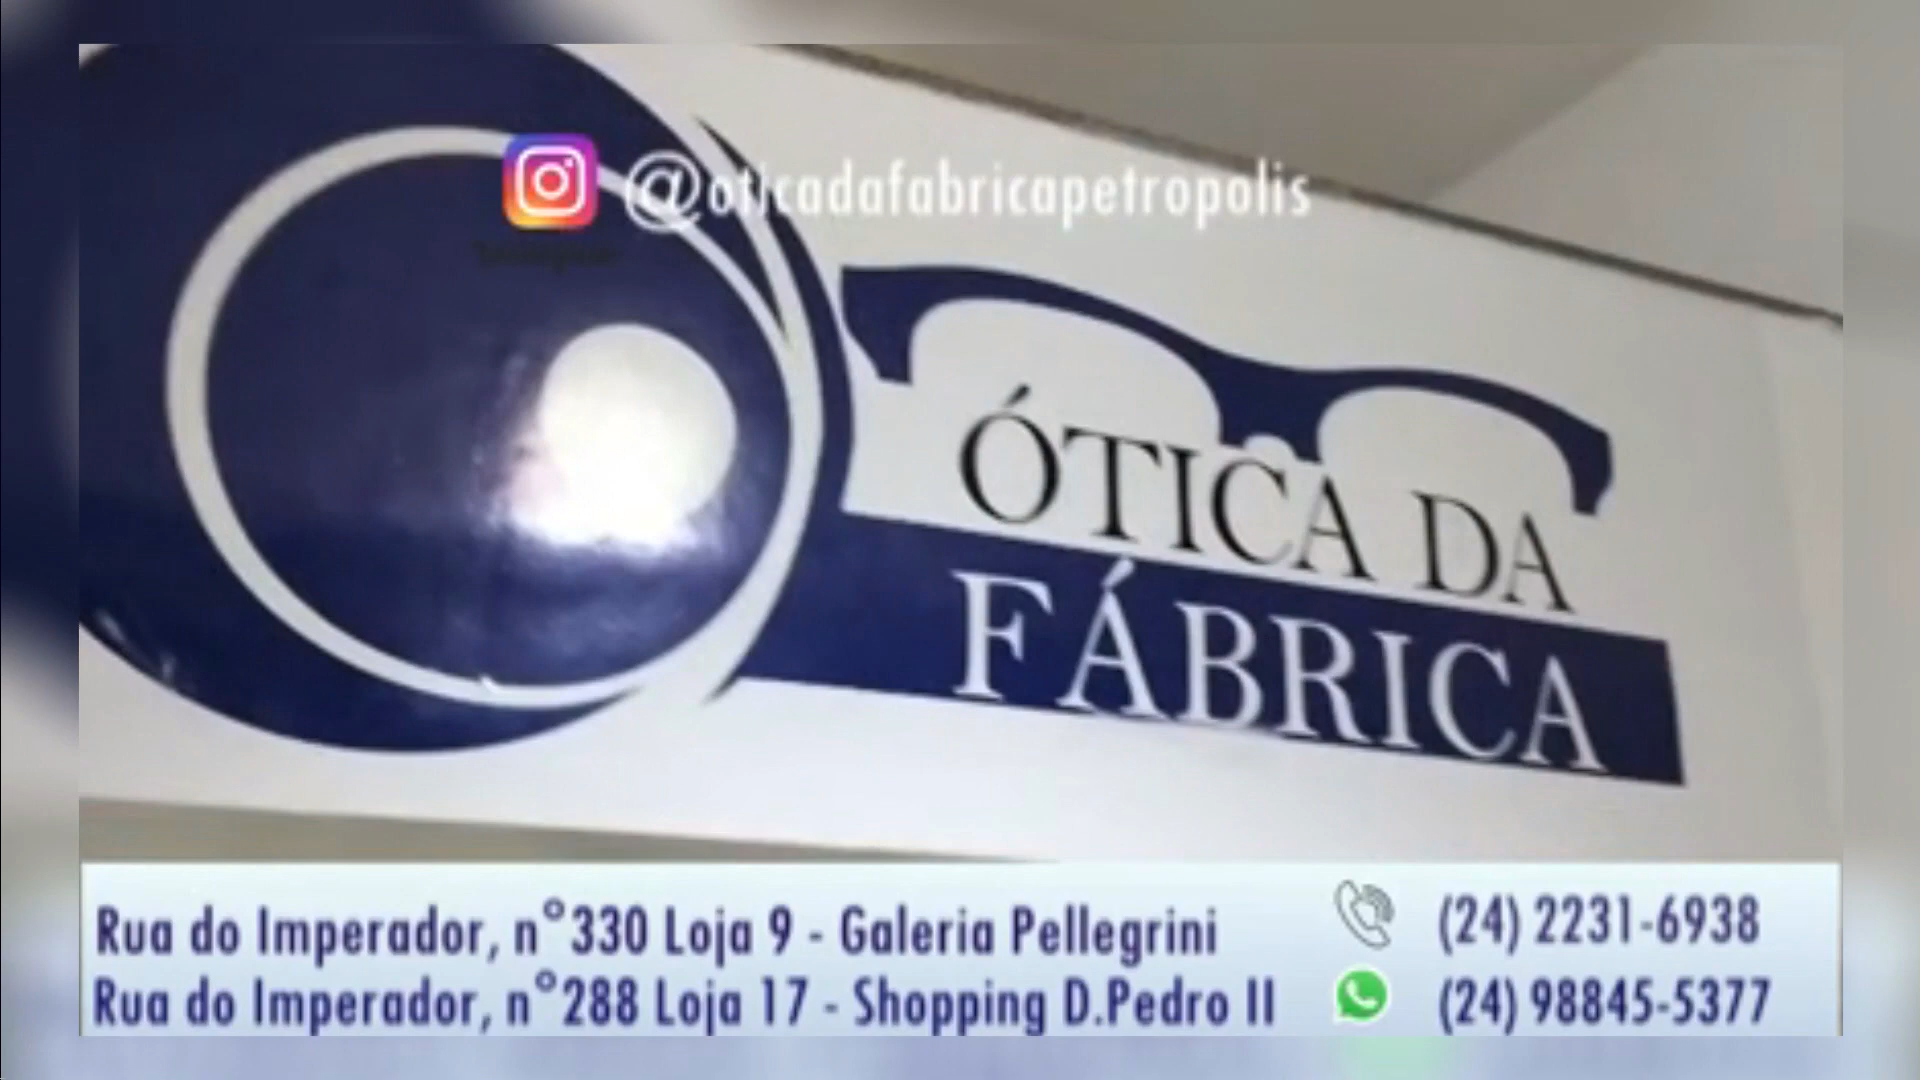 @oticadafabricapetropolis
ÓTICA DA
FÁBRICA
Rua do Imperador, n°330 Loja 9 - Galeria Pellegrini
(24) 2231-6938
Rua do Imperador, n°288 Loja 17 - Shopping D.Pedro II
(24) 98845-5377